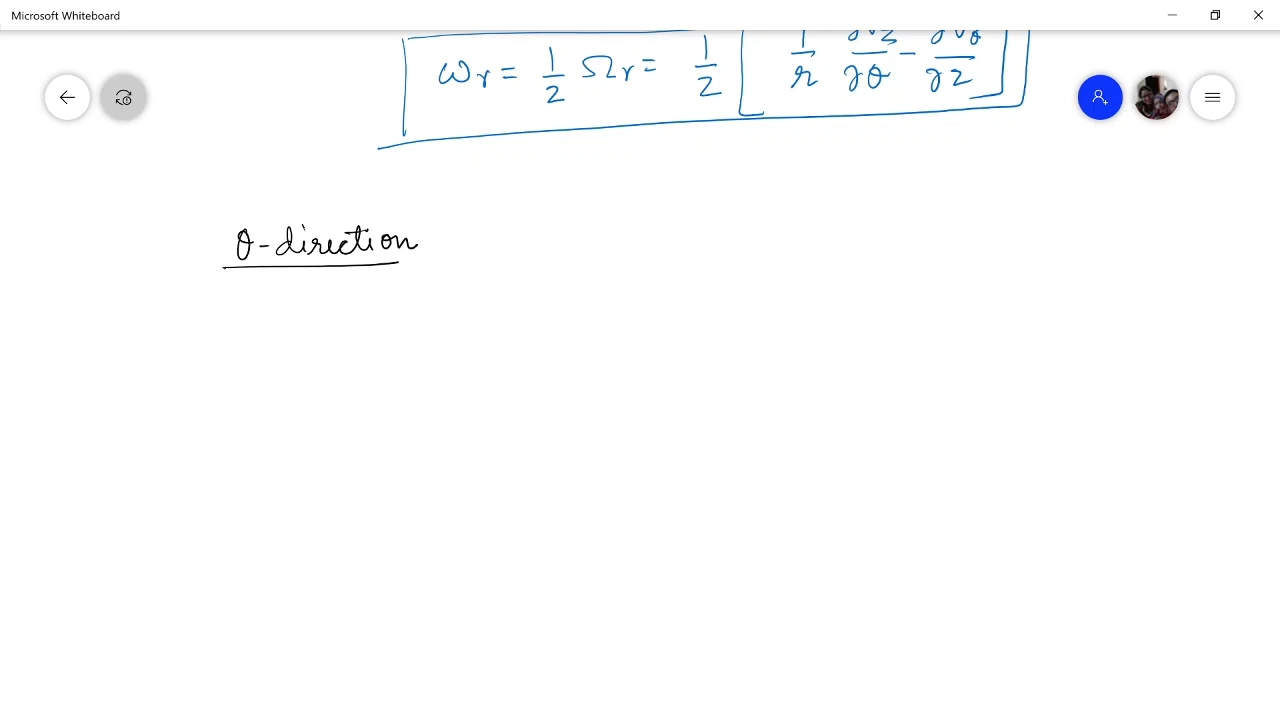 Microsoft Whiteboard
ωr = 1/2 Ωr = 1/2 [ 1/r ∂Vz/∂θ - ∂Vθ/∂z ]
θ-direction